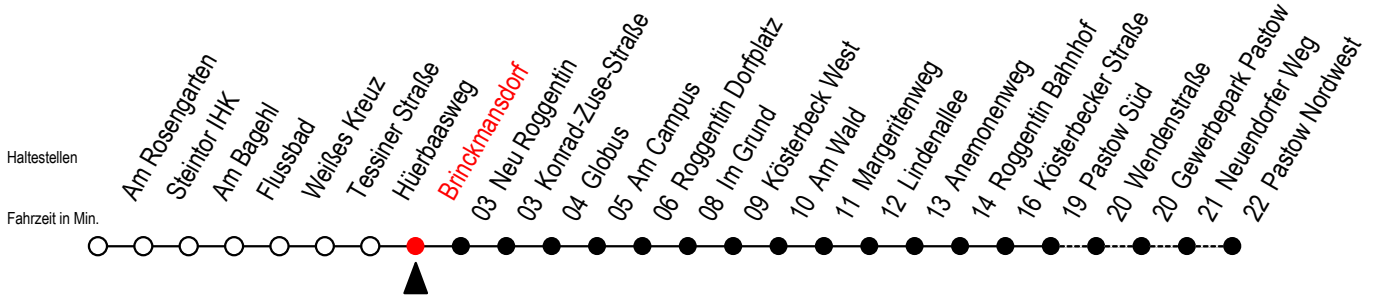 Haltestellen
Fahrzeit in Min.
Am Rosengarten
Steintor IHK
Am Bagehl
Flussbad
Weißes Kreuz
Tessiner Straße
Hüerbaasweg
Brinckmansdorf
03 Neu Roggentin
03 Konrad-Zuse-Straße
04 Globus
05 Am Campus
06 Roggentin Dorfplatz
08 Im Grund
09 Kösterbeck West
10 Am Wald
11 Margeritenweg
12 Lindenallee
13 Anemonenweg
14 Roggentin Bahnhof
16 Kösterbecker Straße
19 Pastow Süd
20 Wendenstraße
20 Gewerbepark Pastow
21 Neuendorfer Weg
22 Pastow Nordwest